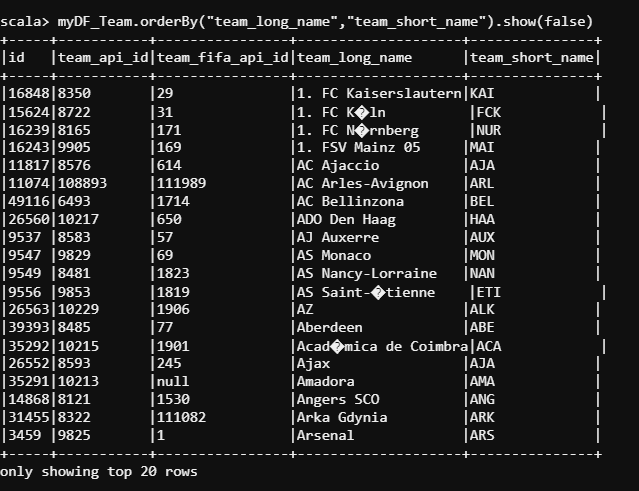 scala> myDF_Team.orderBy("team_long_name","team_short_name").show(false)
+-----+-----------+----------------+--------------------+---------------+
|id   |team_api_id|team_fifa_api_id|team_long_name      |team_short_name|
+-----+-----------+----------------+--------------------+---------------+
|16848|8350       |29              |1. FC Kaiserslautern|KAI            |
|15624|8722       |31              |1. FC K�ln          |FCK            |
|16239|8165       |171             |1. FC N�rnberg      |NUR            |
|16243|9905       |169             |1. FSV Mainz 05     |MAI            |
|11817|8576       |614             |AC Ajaccio          |AJA            |
|11074|108893     |111989          |AC Arles-Avignon    |ARL            |
|49116|6493       |1714            |AC Bellinzona       |BEL            |
|26560|10217      |650             |ADO Den Haag        |HAA            |
|9537 |8583       |57              |AJ Auxerre          |AUX            |
|9547 |9829       |69              |AS Monaco           |MON            |
|9549 |8481       |1823            |AS Nancy-Lorraine   |NAN            |
|9556 |9853       |1819            |AS Saint-�tienne    |ETI            |
|26563|10229      |1906            |AZ                  |ALK            |
|39393|8485       |77              |Aberdeen            |ABE            |
|35292|10215      |1901            |Acad�mica de Coimbra|ACA            |
|26552|8593       |245             |Ajax                |AJA            |
|35291|10213      |null            |Amadora             |AMA            |
|14868|8121       |1530            |Angers SCO          |ANG            |
|31455|8322       |111082          |Arka Gdynia         |ARK            |
|3459 |9825       |1               |Arsenal             |ARS            |
+-----+-----------+----------------+--------------------+---------------+
only showing top 20 rows